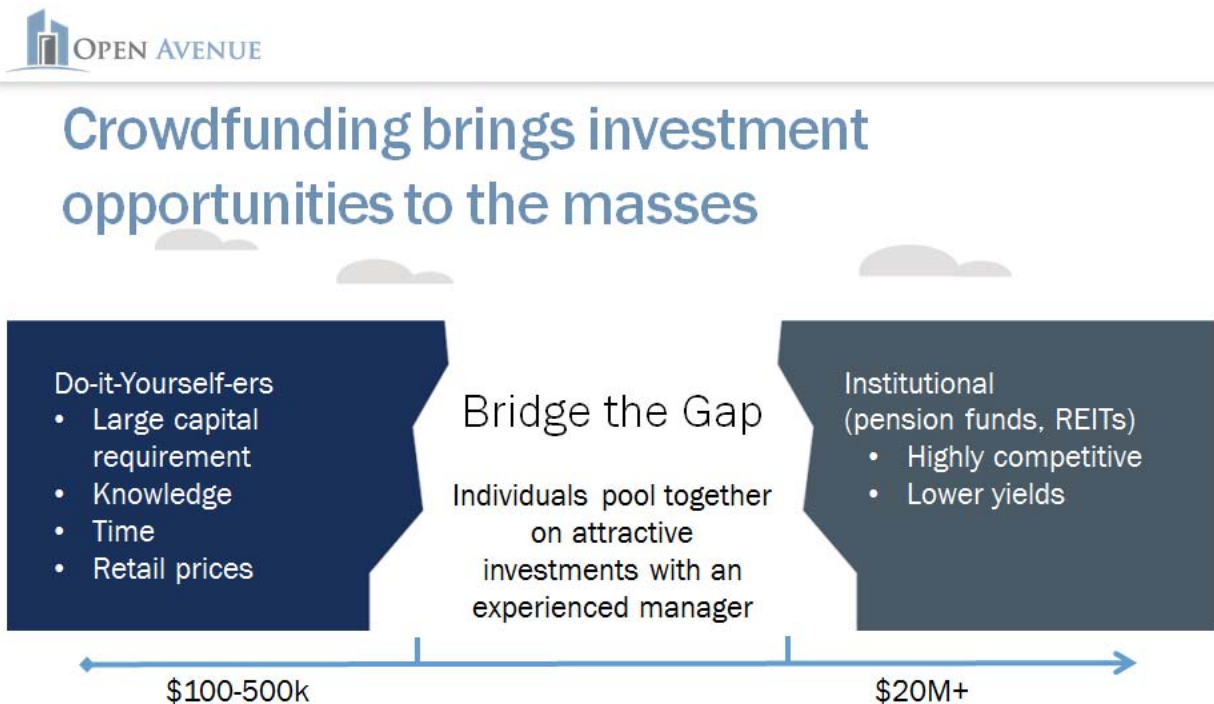 OPEN AVENUE
Crowdfunding brings investment
opportunities to the masses
Do-it-Yourself-ers
• Large capital
requirement
• Knowledge
• Time
• Retail prices
Bridge the Gap
Individuals pool together
on attractive
investments with an
experienced manager
Institutional
(pension funds, REITs)
• Highly competitive
• Lower yields
$100-500k
$20M+